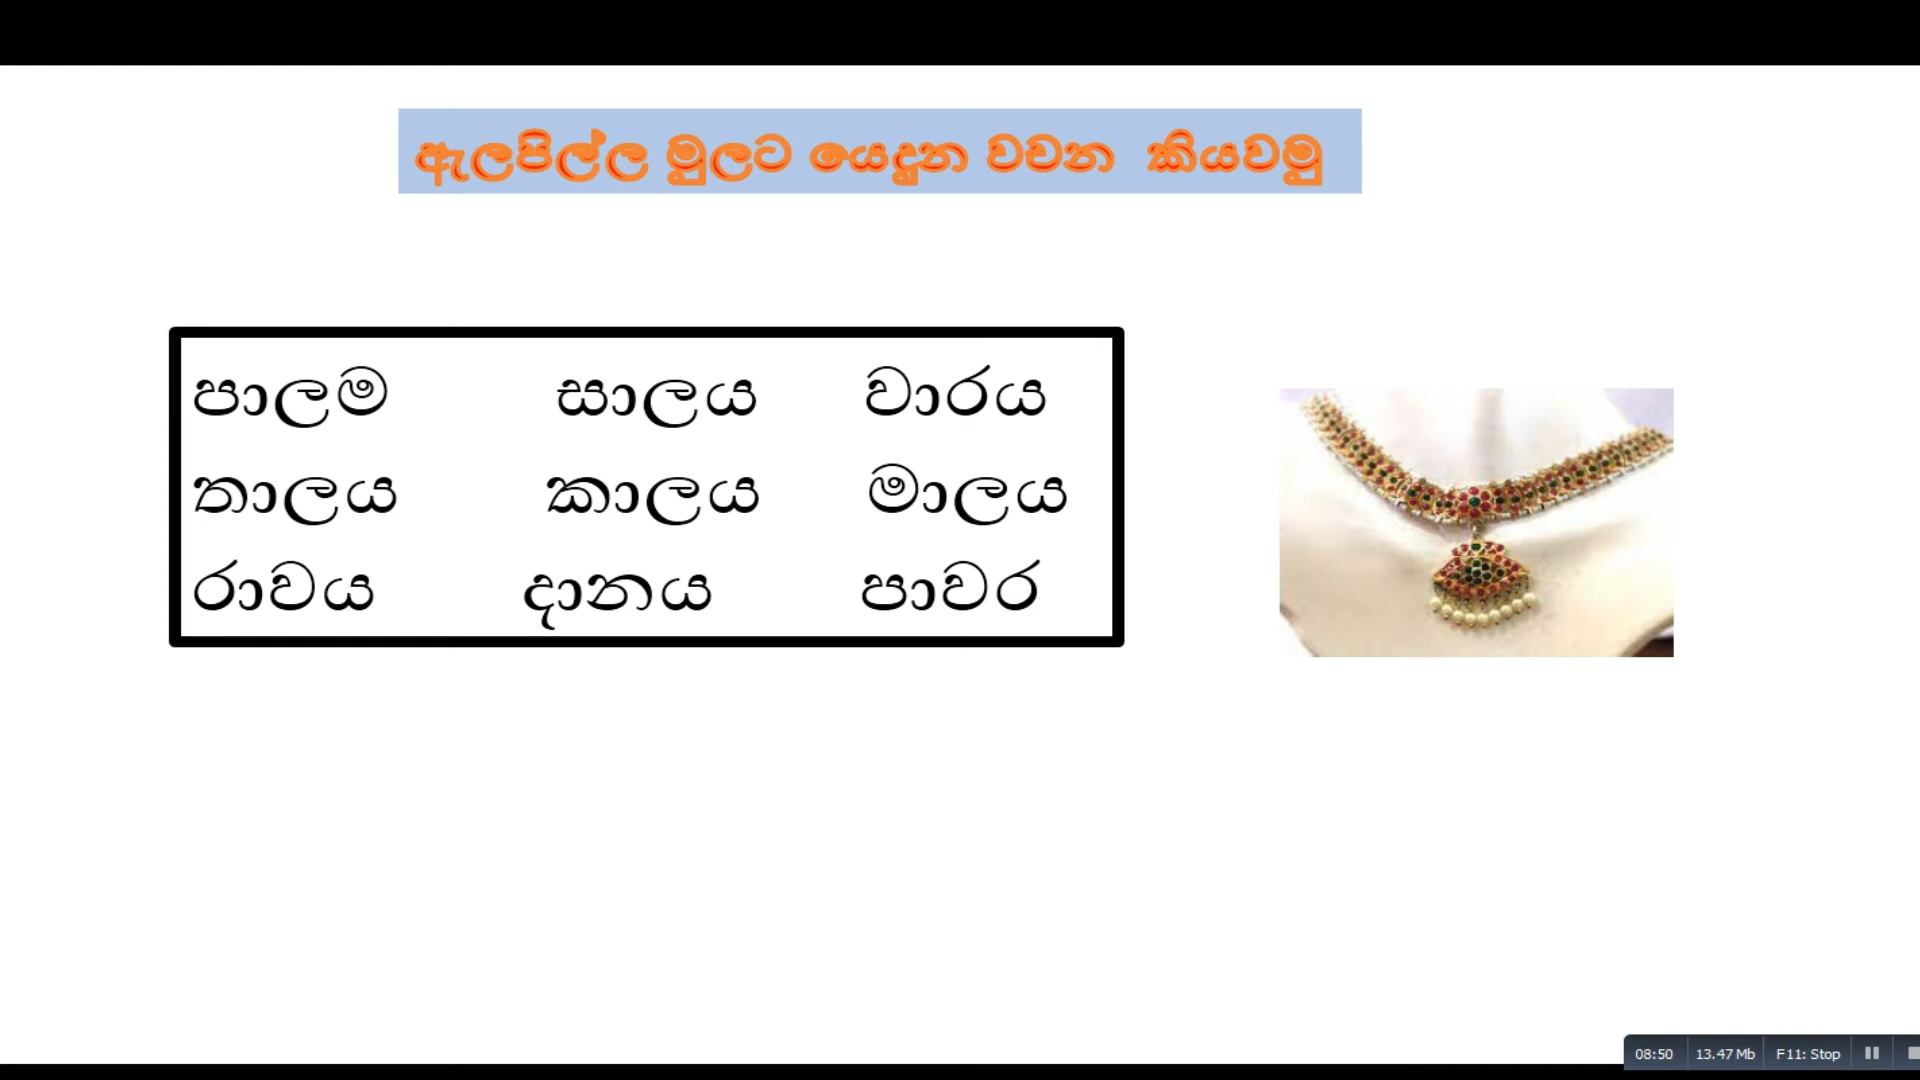 ඇලපිල්ල මුලට යෙදුන වචන කියවමු
පාලම සාලය වාරය
තාලය කාලය මාලය
රාවය දානය පාවර
08:50 13.47 Mb F11: Stop